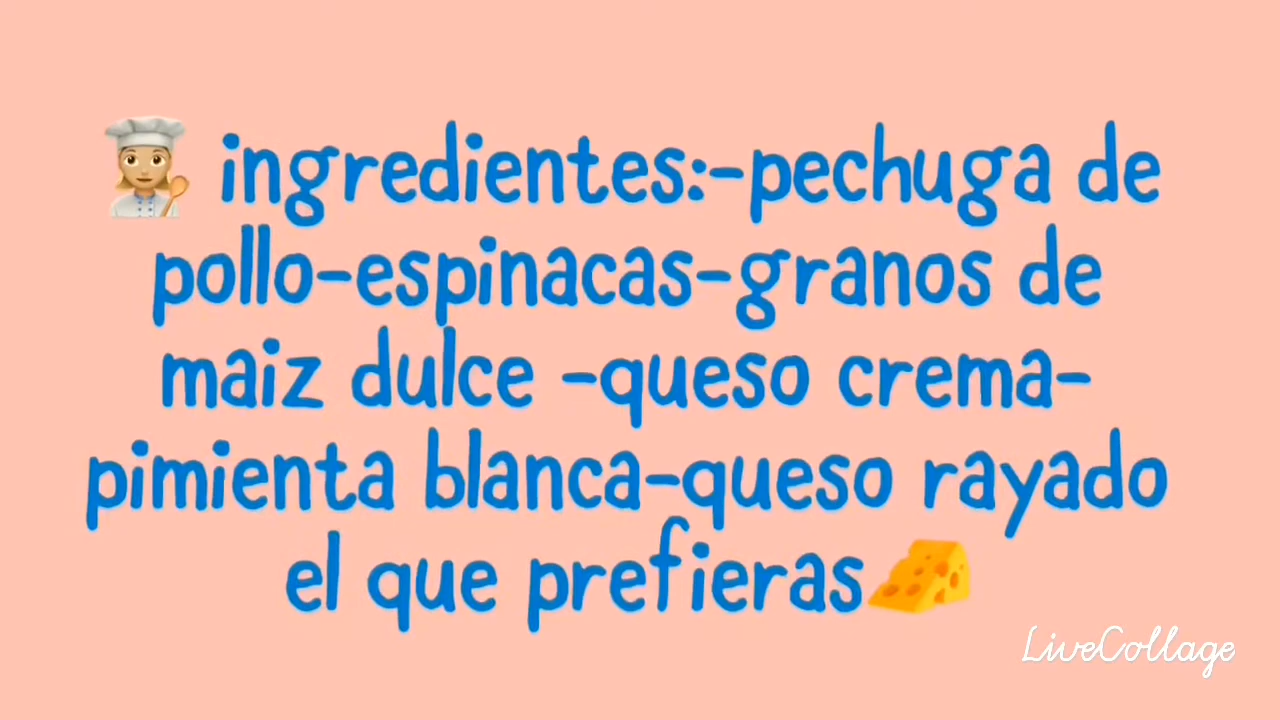 ingredientes:-pechuga de
pollo-espinacas-granos de
maiz dulce -queso crema-
pimienta blanca-queso rayado
el que prefieras
LiveCollage